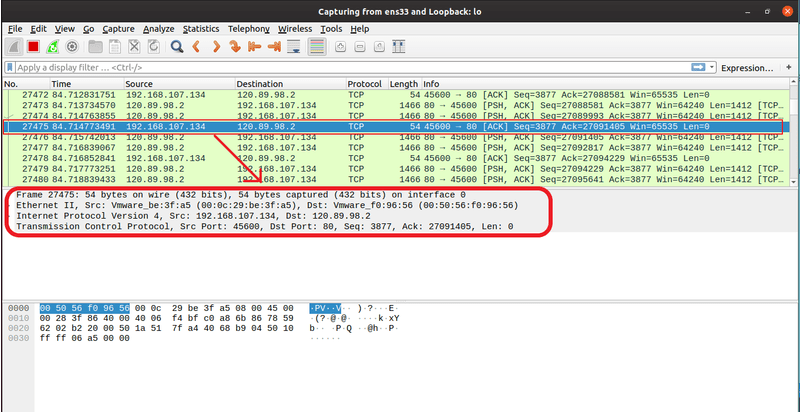 Capturing from ens33 and Loopback: lo
File Edit View Go Capture Analyze Statistics Telephony Wireless Tools Help
Apply a display filter ... <Ctrl-/> Expression... +
No. Time Source Destination Protocol Length Info
27472 84.712831751 192.168.107.134 120.89.98.2 TCP 54 45600 → 80 [ACK] Seq=3877 Ack=27088581 Win=65535 Len=0
27473 84.713734570 120.89.98.2 192.168.107.134 TCP 1466 80 → 45600 [PSH, ACK] Seq=27088581 Ack=3877 Win=64240 Len=1412 [TCP…
27474 84.714763855 120.89.98.2 192.168.107.134 TCP 1466 80 → 45600 [PSH, ACK] Seq=27089993 Ack=3877 Win=64240 Len=1412 [TCP…
27475 84.714773491 192.168.107.134 120.89.98.2 TCP 54 45600 → 80 [ACK] Seq=3877 Ack=27091405 Win=65535 Len=0
27476 84.715742013 120.89.98.2 192.168.107.134 TCP 1466 80 → 45600 [PSH, ACK] Seq=27091405 Ack=3877 Win=64240 Len=1412 [TCP…
27477 84.716839067 120.89.98.2 192.168.107.134 TCP 1466 80 → 45600 [PSH, ACK] Seq=27092817 Ack=3877 Win=64240 Len=1412 [TCP…
27478 84.716852841 192.168.107.134 120.89.98.2 TCP 54 45600 → 80 [ACK] Seq=3877 Ack=27094229 Win=65535 Len=0
27479 84.717773251 120.89.98.2 192.168.107.134 TCP 1466 80 → 45600 [PSH, ACK] Seq=27094229 Ack=3877 Win=64240 Len=1412 [TCP…
27480 84.718839433 120.89.98.2 192.168.107.134 TCP 1466 80 → 45600 [PSH, ACK] Seq=27095641 Ack=3877 Win=64240 Len=1412 [TCP…
Frame 27475: 54 bytes on wire (432 bits), 54 bytes captured (432 bits) on interface 0
Ethernet II, Src: Vmware_be:3f:a5 (00:0c:29:be:3f:a5), Dst: Vmware_f0:96:56 (00:50:56:f0:96:56)
Internet Protocol Version 4, Src: 192.168.107.134, Dst: 120.89.98.2
Transmission Control Protocol, Src Port: 45600, Dst Port: 80, Seq: 3877, Ack: 27091405, Len: 0
0000 00 50 56 f0 96 56 00 0c 29 be 3f a5 08 00 45 00 ·PV··V·· )·?···E·
0010 00 28 3f 86 40 00 40 06 f4 bf c0 a8 6b 86 78 59 ·(?·@·@· ····k·xY
0020 62 02 b2 20 00 50 1a 51 7f a4 40 68 b9 04 50 10 b·· ·P·Q ··@h··P·
0030 ff ff 06 a5 00 00 ······